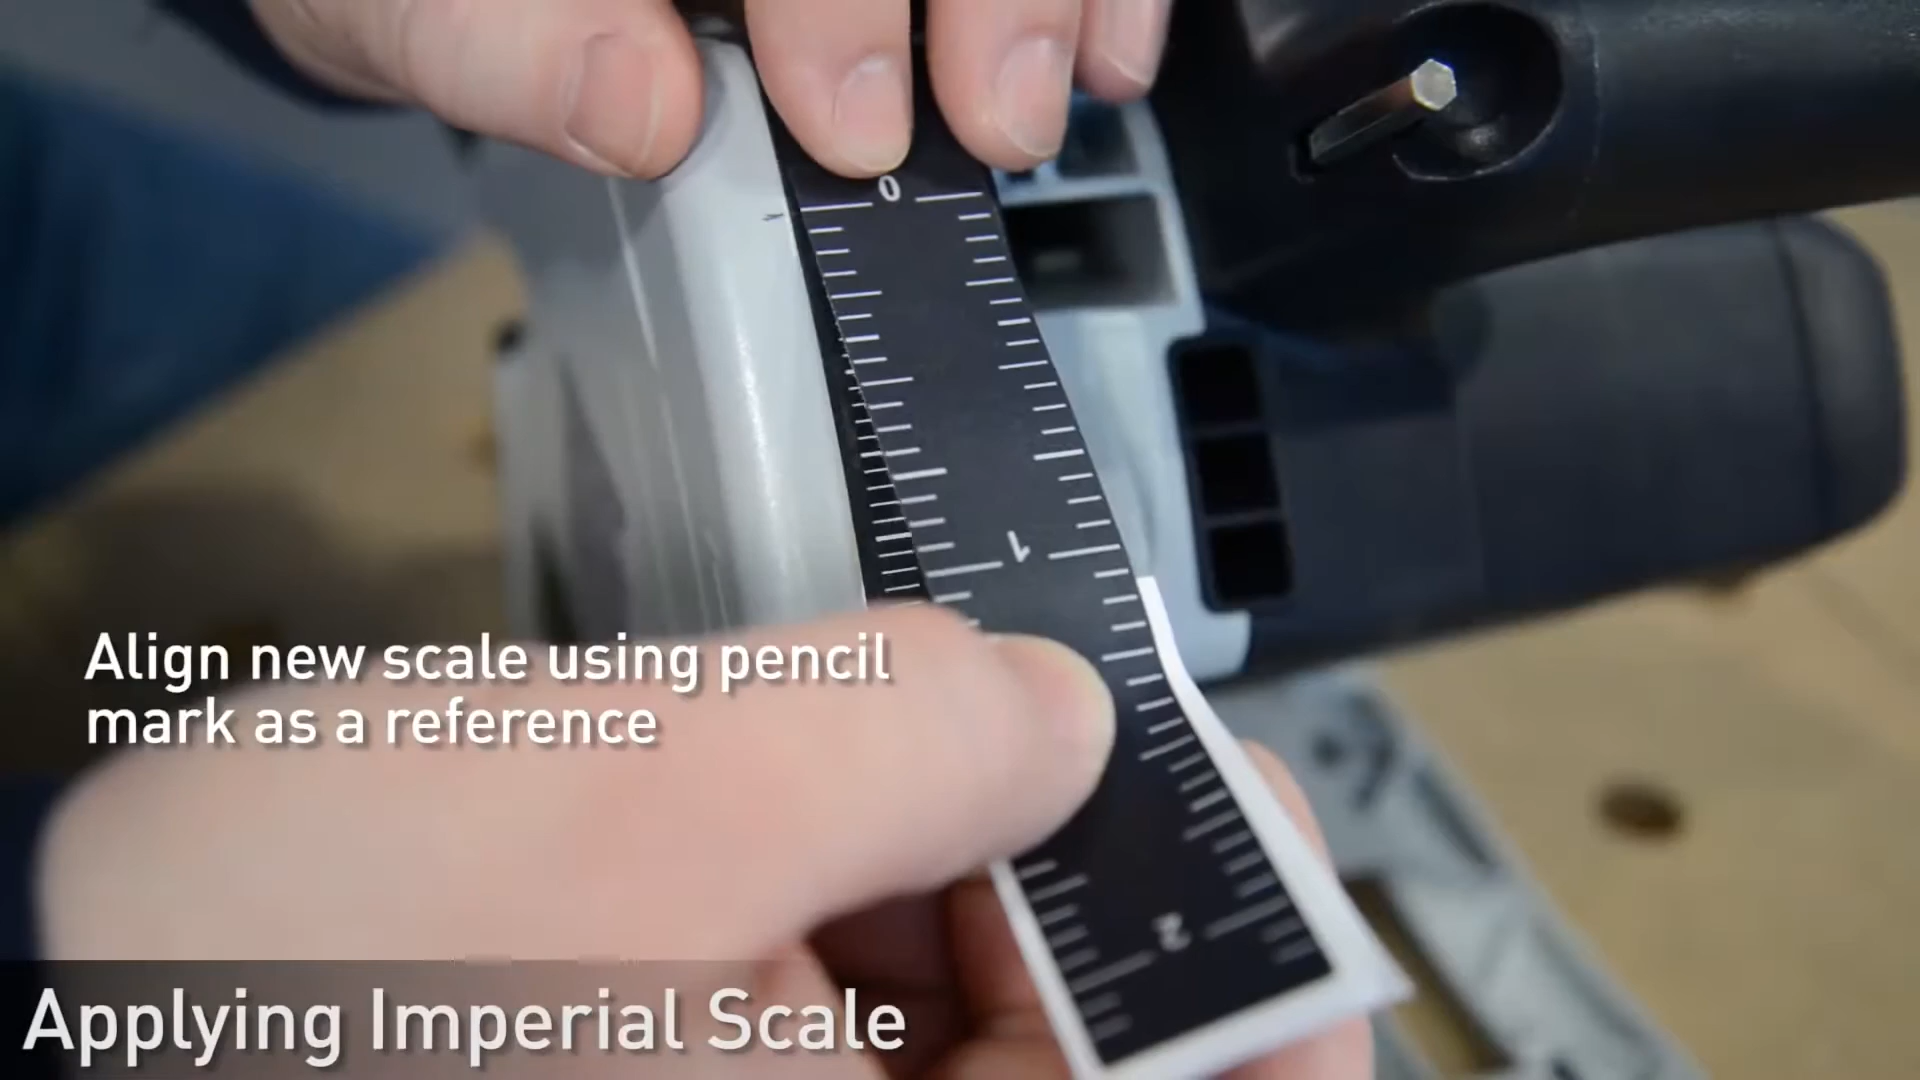 0
1
2
Align new scale using pencil
mark as a reference
Applying Imperial Scale